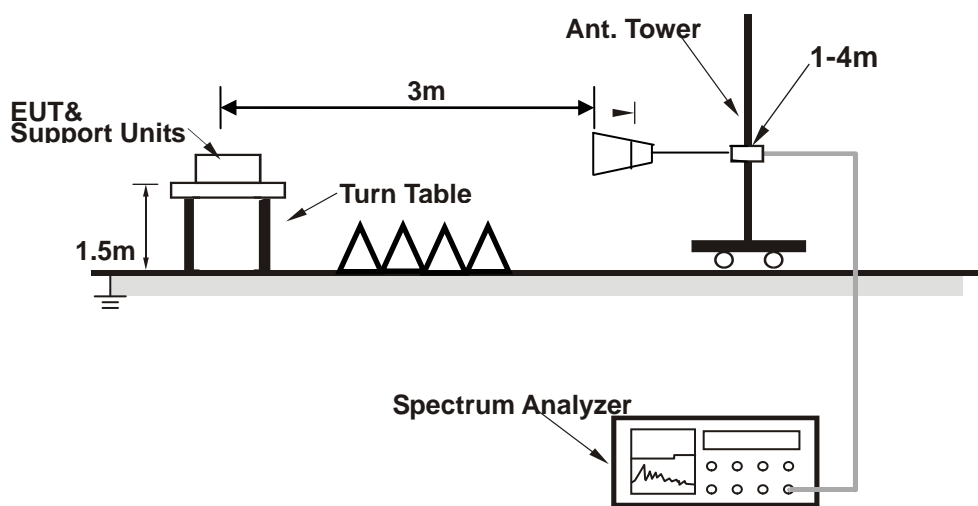 Ant. Tower
1-4m
3m
EUT&
Support Units
Turn Table
1.5m
Spectrum Analyzer